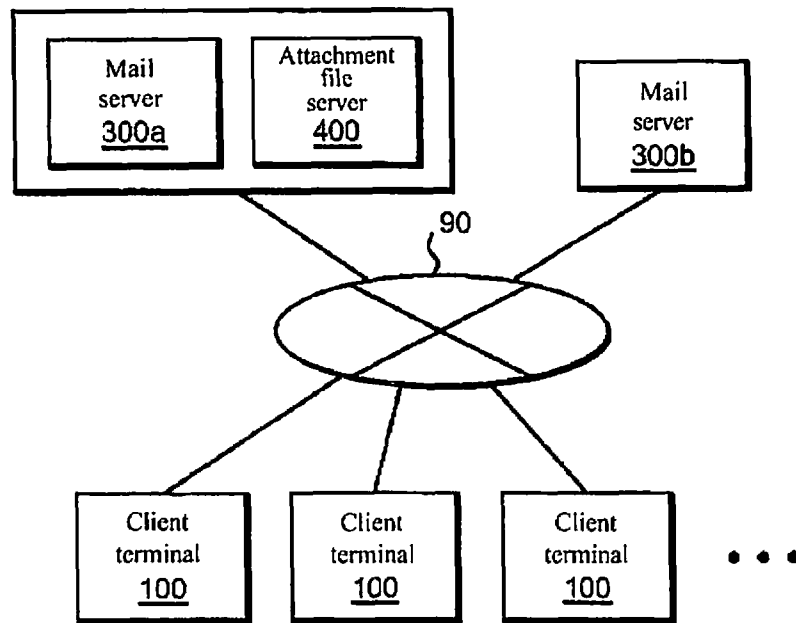 Mail
server
300a
Attachment
file
server
400
Mail
server
300b
90
Client
terminal
100
Client
terminal
100
Client
terminal
100